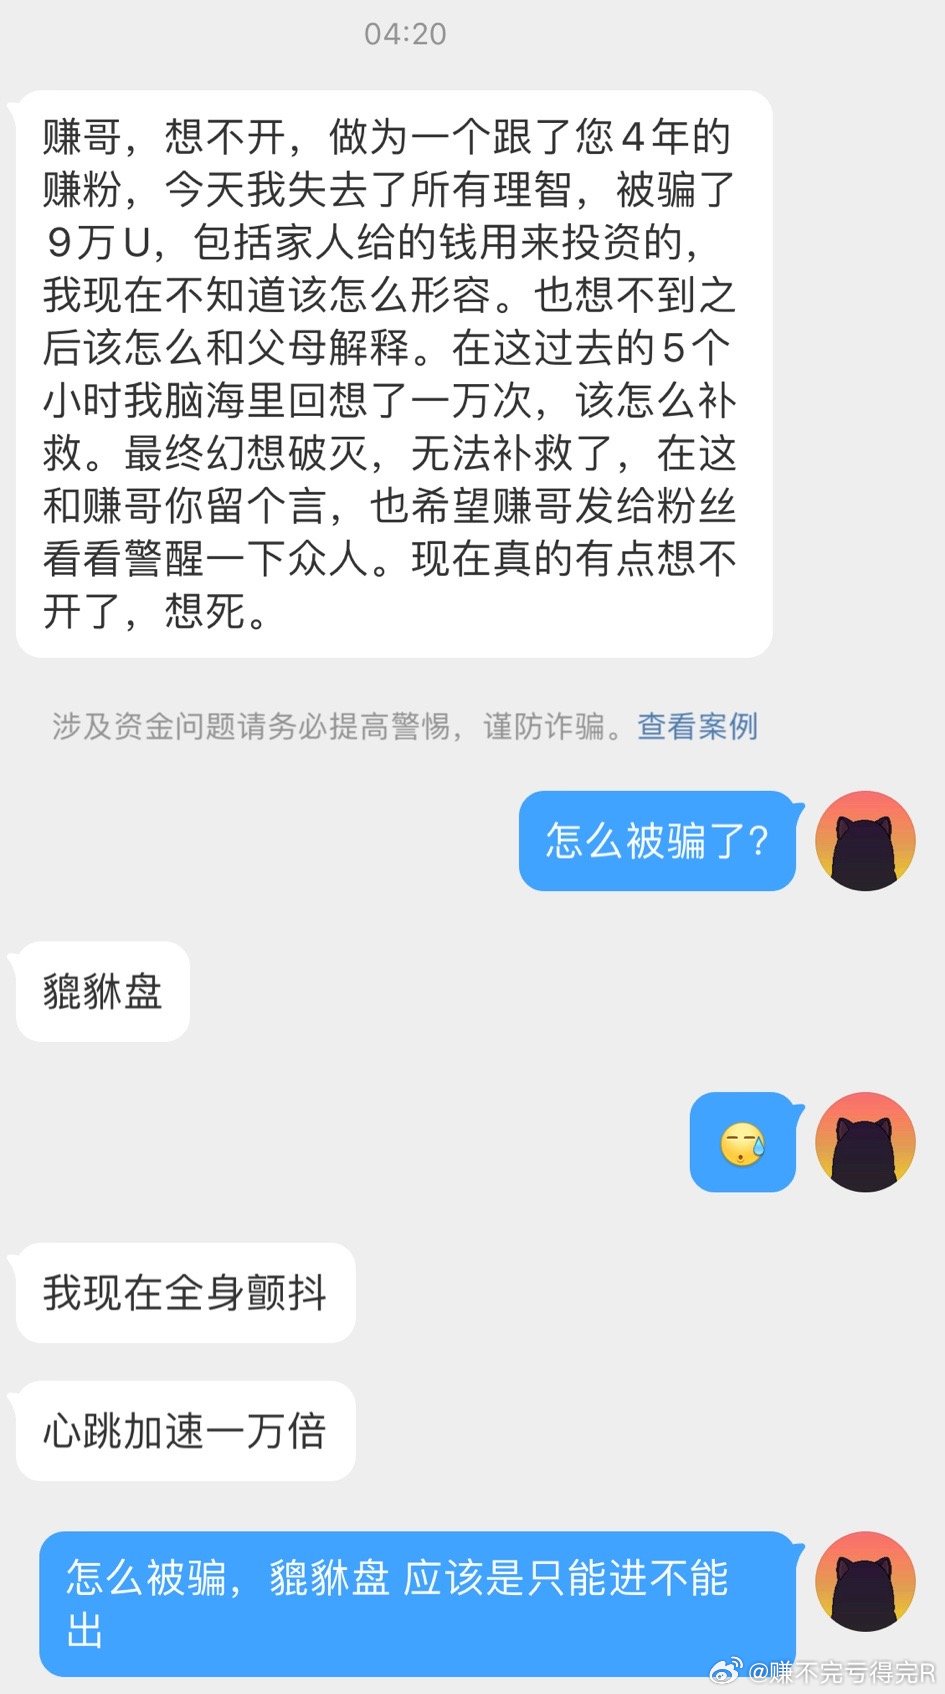 04:20
赚哥，想不开，做为一个跟了您4年的
赚粉，今天我失去了所有理智，被骗了
9万U，包括家人给的钱用来投资的，
我现在不知道该怎么形容。也想不到之
后该怎么和父母解释。在这过去的5个
小时我脑海里回想了一万次，该怎么补
救。最终幻想破灭，无法补救了，在这
和赚哥你留个言，也希望赚哥发给粉丝
看看警醒一下众人。现在真的有点想不
开了，想死。
涉及资金问题请务必提高警惕，谨防诈骗。查看案例
怎么被骗了？
貔貅盘
我现在全身颤抖
心跳加速一万倍
怎么被骗，貔貅盘 应该是只能进不能
出
@赚不完亏得完R